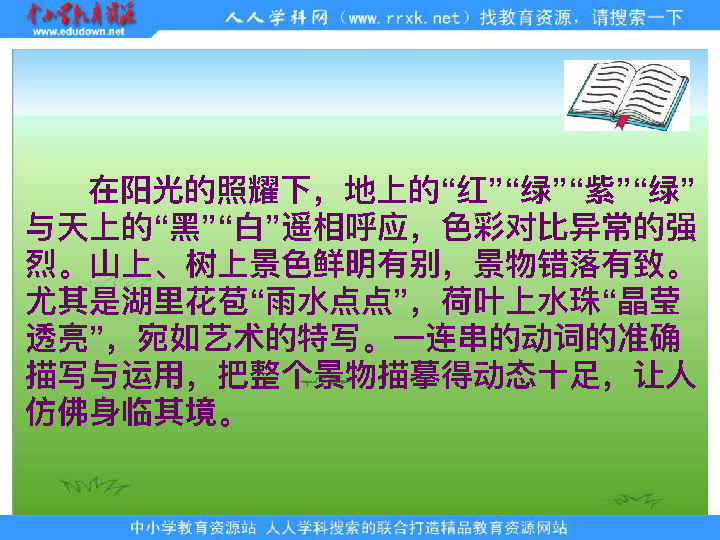 中小学教育资源
www.edudown.net
人人学科网（www.rrxk.net）找教育资源，请搜索一下
在阳光的照耀下，地上的“红”“绿”“紫”“绿”
与天上的“黑”“白”遥相呼应，色彩对比异常的强
烈。山上、树上景色鲜明有别，景物错落有致。
尤其是湖里花苞“雨水点点”，荷叶上水珠“晶莹
透亮”，宛如艺术的特写。一连串的动词的准确
描写与运用，把整个景物描摹得动态十足，让人
仿佛身临其境。
中小学教育资源站 人人学科搜索的联合打造精品教育资源网站